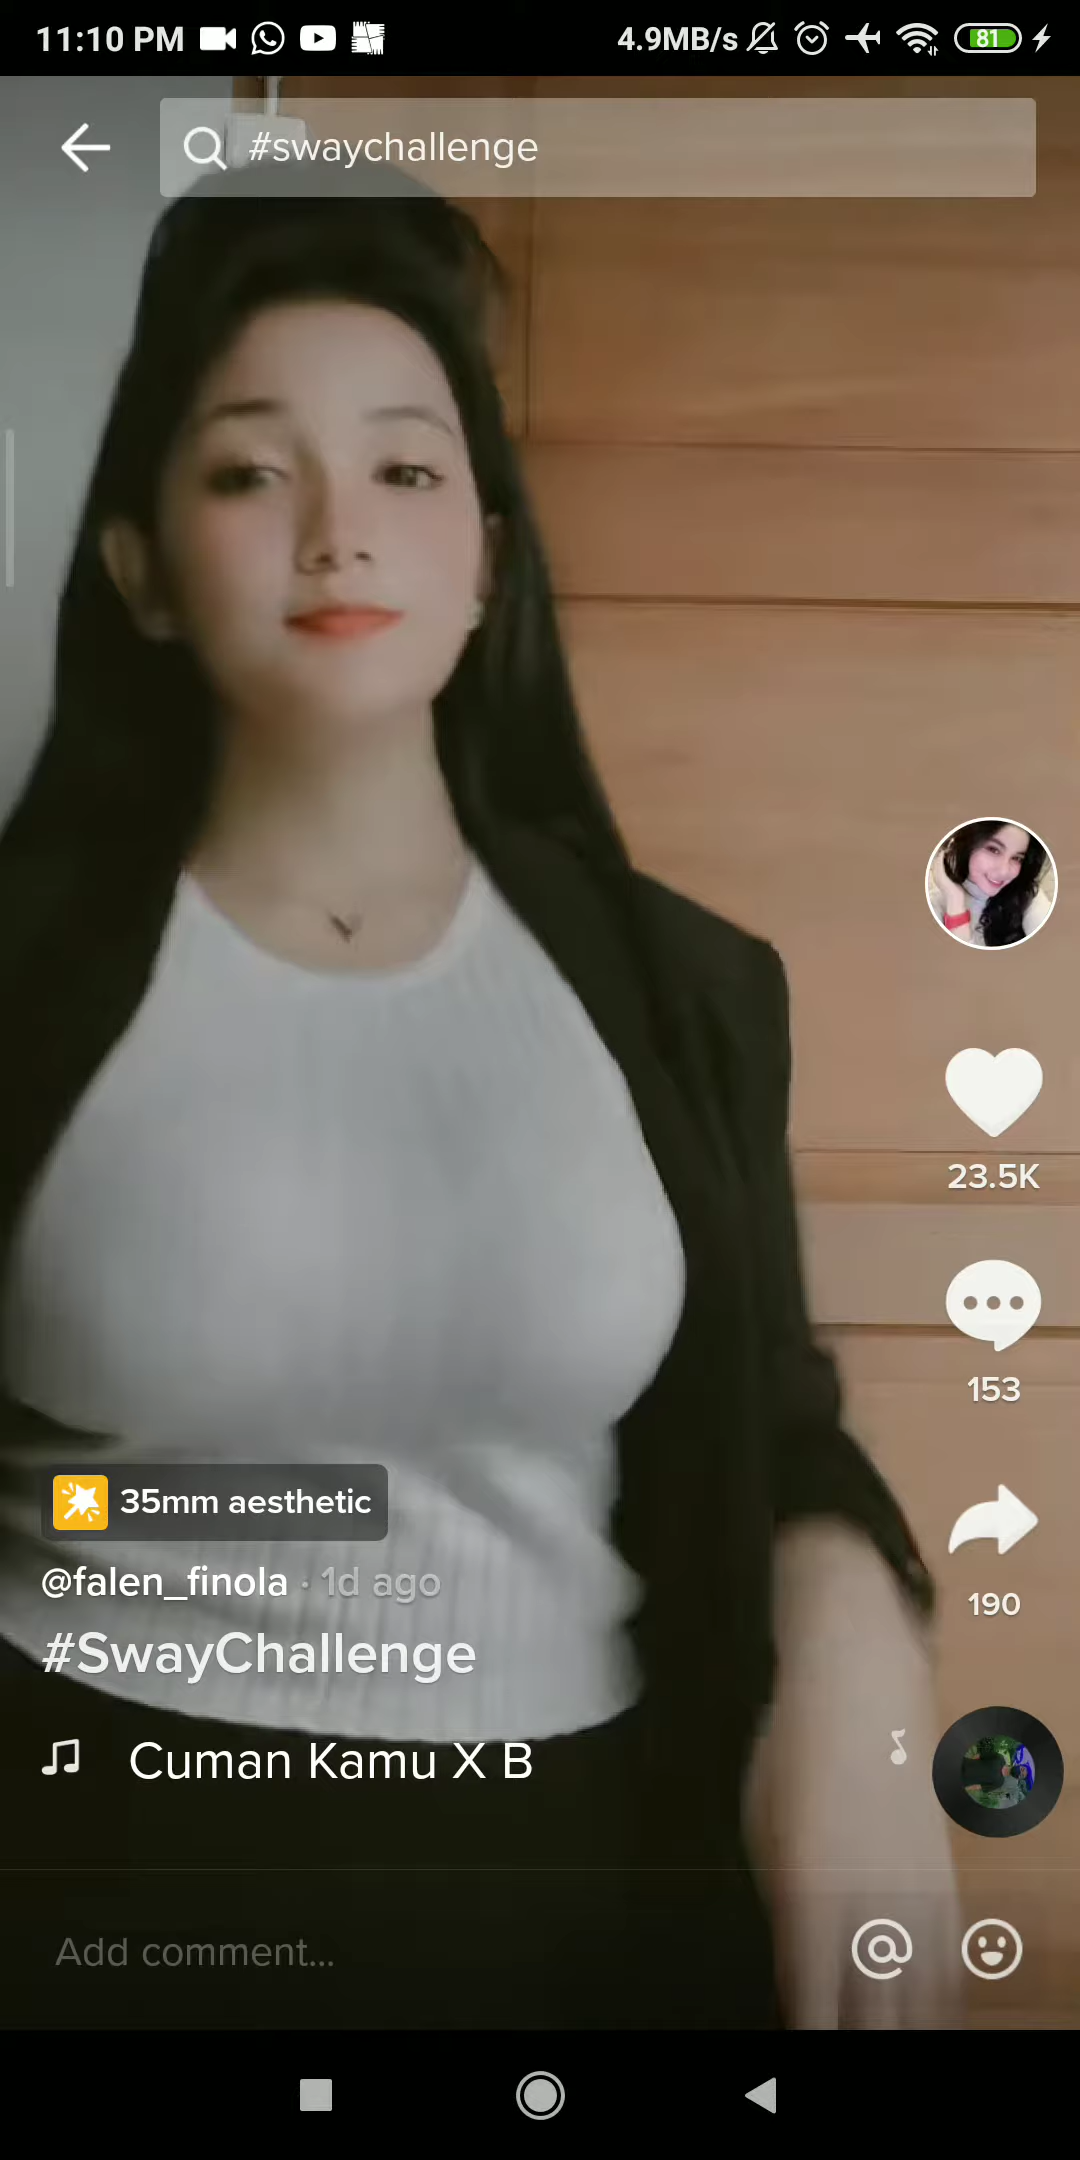 11:10 PM 4.9MB/s 81
#swaychallenge
23.5K
153
35mm aesthetic
@falen_finola · 1d ago
190
#SwayChallenge
Cuman Kamu X B
Add comment...